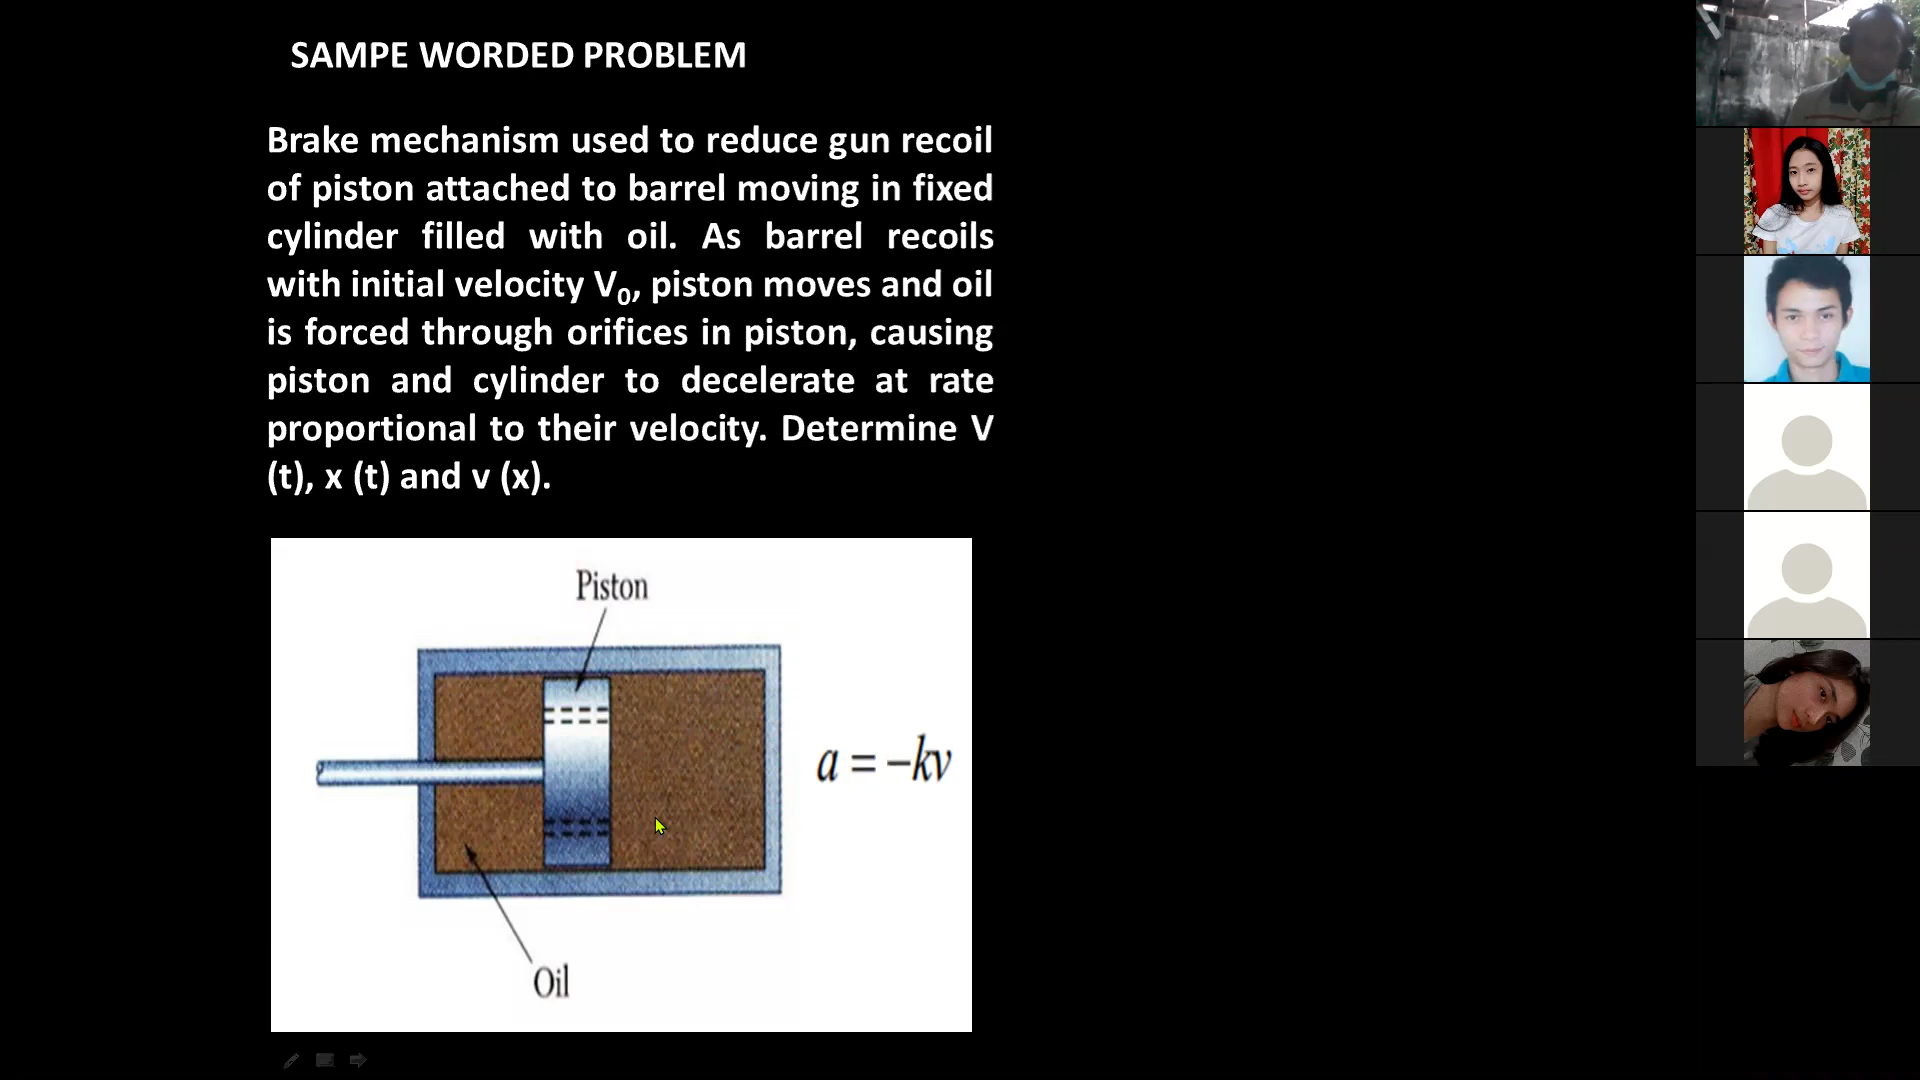 SAMPE WORDED PROBLEM
Brake mechanism used to reduce gun recoil
of piston attached to barrel moving in fixed
cylinder filled with oil. As barrel recoils
with initial velocity V₀, piston moves and oil
is forced through orifices in piston, causing
piston and cylinder to decelerate at rate
proportional to their velocity. Determine V
(t), x (t) and v (x).
Piston
a = −kv
Oil